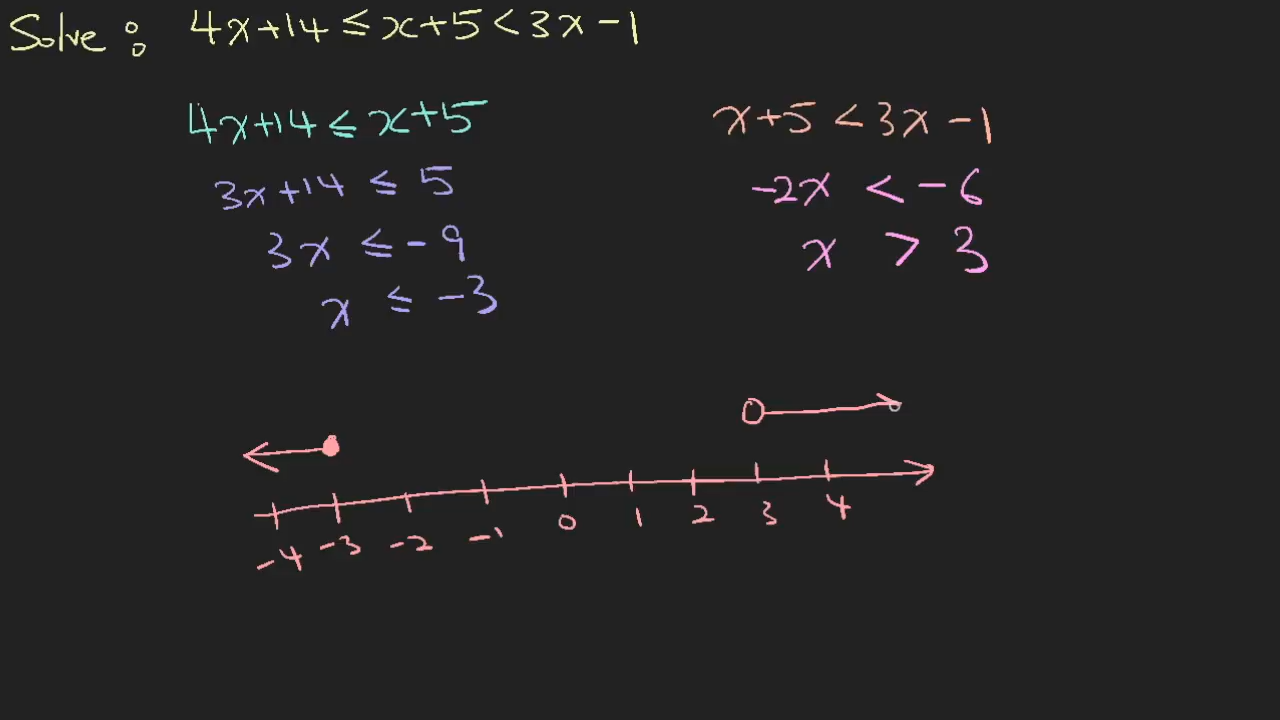 Solve : 4x+14 ≤ x+5 < 3x-1
4x+14 ≤ x+5
3x+14 ≤ 5
3x ≤ -9
x ≤ -3
x+5 < 3x-1
-2x < -6
x > 3
-4 -3 -2 -1 0 1 2 3 4